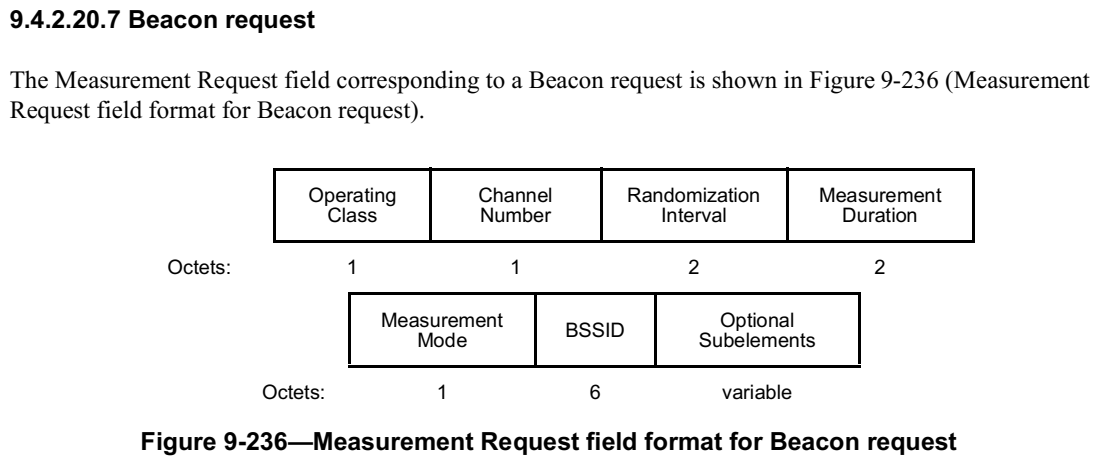 9.4.2.20.7 Beacon request
The Measurement Request field corresponding to a Beacon request is shown in Figure 9-236 (Measurement
Request field format for Beacon request).
Operating Class Channel Number Randomization Interval Measurement Duration
Octets: 1 1 2 2
Measurement Mode BSSID Optional Subelements
Octets: 1 6 variable
Figure 9-236—Measurement Request field format for Beacon request